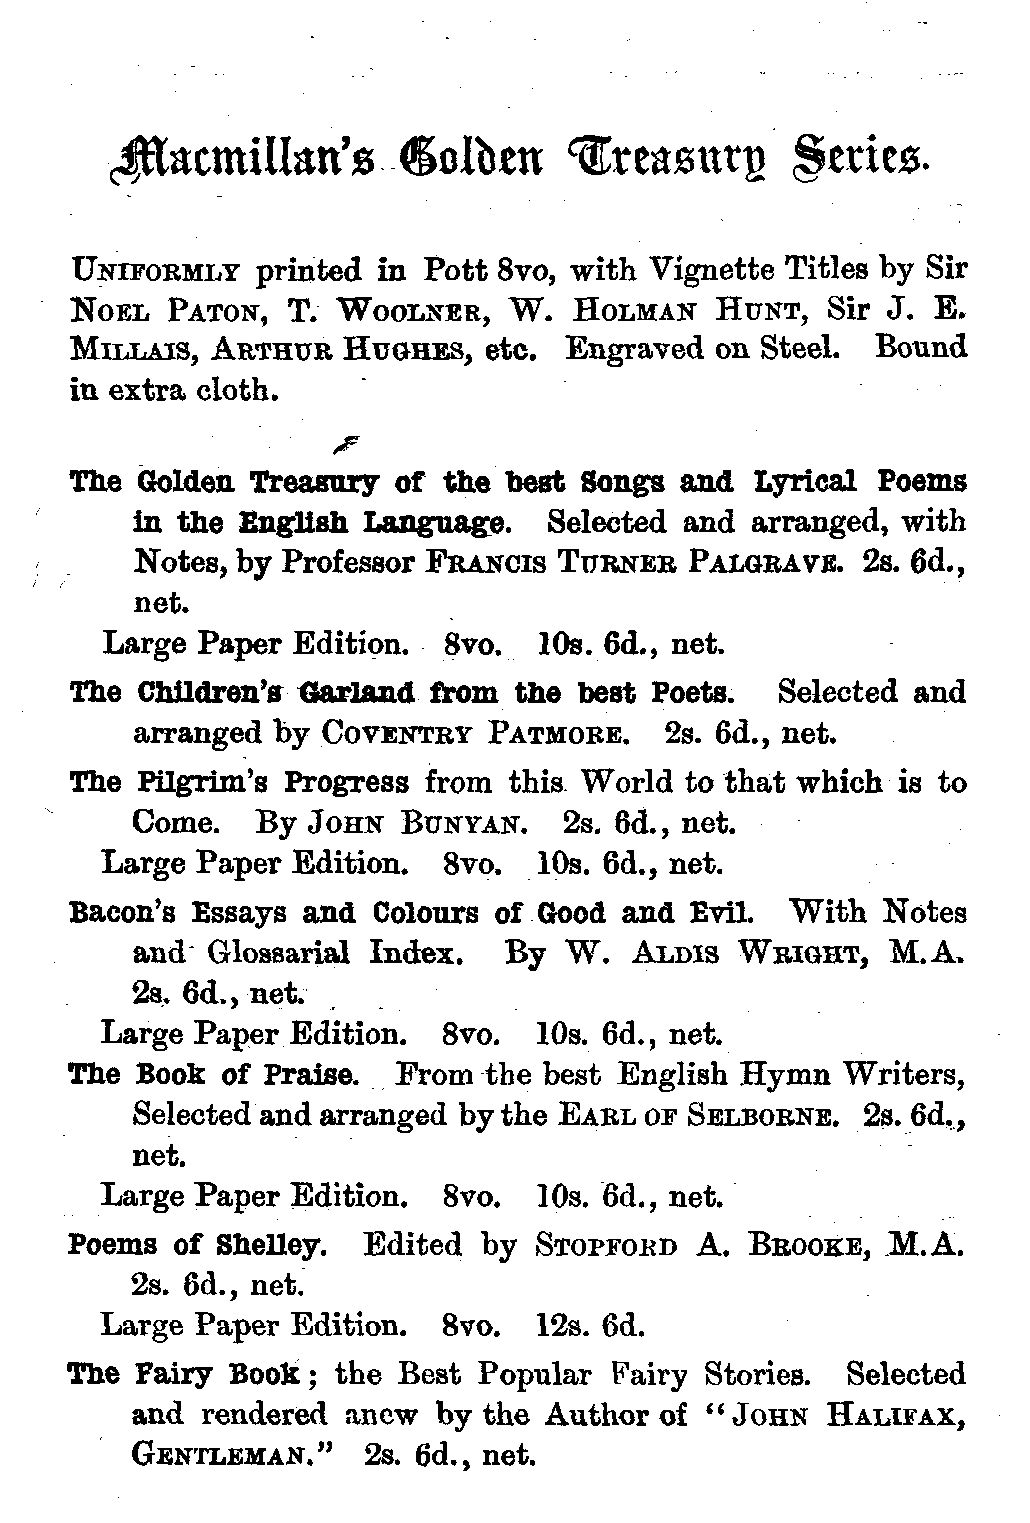 Macmillan's Golden Treasury Series.
UNIFORMLY printed in Pott 8vo, with Vignette Titles by Sir
NOEL PATON, T. WOOLNER, W. HOLMAN HUNT, Sir J. E.
MILLAIS, ARTHUR HUGHES, etc. Engraved on Steel. Bound
in extra cloth.
The Golden Treasury of the best Songs and Lyrical Poems
in the English Language. Selected and arranged, with
Notes, by Professor FRANCIS TURNER PALGRAVE. 2s. 6d.,
net.
Large Paper Edition. 8vo. 10s. 6d., net.
The Children's Garland from the best Poets. Selected and
arranged by COVENTRY PATMORE. 2s. 6d., net.
The Pilgrim's Progress from this World to that which is to
Come. By JOHN BUNYAN. 2s. 6d., net.
Large Paper Edition. 8vo. 10s. 6d., net.
Bacon's Essays and Colours of Good and Evil. With Notes
and Glossarial Index. By W. ALDIS WRIGHT, M.A.
2s. 6d., net.
Large Paper Edition. 8vo. 10s. 6d., net.
The Book of Praise. From the best English Hymn Writers,
Selected and arranged by the EARL OF SELBORNE. 2s. 6d.,
net.
Large Paper Edition. 8vo. 10s. 6d., net.
Poems of Shelley. Edited by STOPFORD A. BROOKE, M.A.
2s. 6d., net.
Large Paper Edition. 8vo. 12s. 6d.
The Fairy Book; the Best Popular Fairy Stories. Selected
and rendered anew by the Author of "JOHN HALIFAX,
GENTLEMAN." 2s. 6d., net.